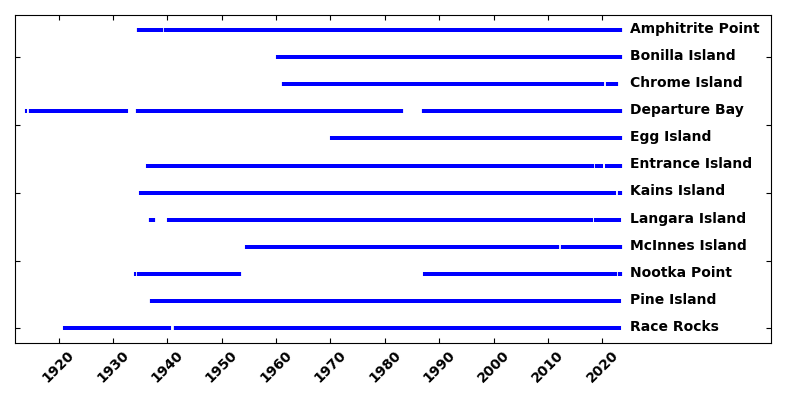 Amphitrite Point
Bonilla Island
Chrome Island
Departure Bay
Egg Island
Entrance Island
Kains Island
Langara Island
McInnes Island
Nootka Point
Pine Island
Race Rocks
1920 1930 1940 1950 1960 1970 1980 1990 2000 2010 2020